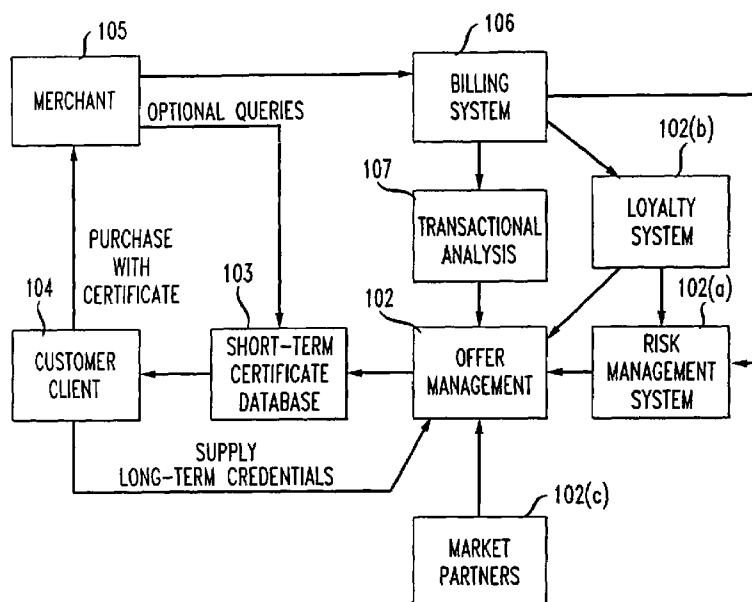 105
106
MERCHANT
BILLING
SYSTEM
OPTIONAL QUERIES
102(b)
107
LOYALTY
SYSTEM
TRANSACTIONAL
ANALYSIS
PURCHASE
WITH
CERTIFICATE
104
103
102
102(a)
CUSTOMER
CLIENT
SHORT-TERM
CERTIFICATE
DATABASE
OFFER
MANAGEMENT
RISK
MANAGEMENT
SYSTEM
SUPPLY
LONG-TERM CREDENTIALS
102(c)
MARKET
PARTNERS